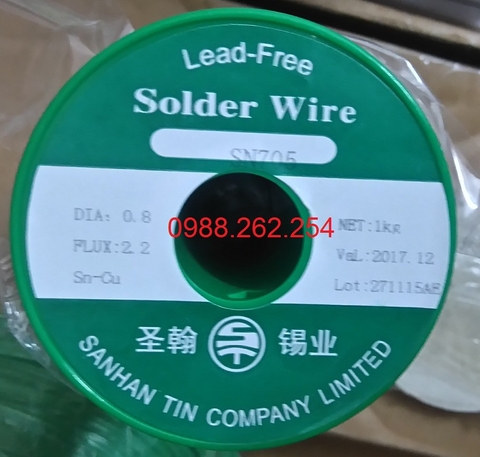 Lead-Free
Solder Wire
SN705
DIA: 0.8
FLUX:2.2
Sn-Cu
0988.262.254
NET:1kg
Val:2017.12
Lot:271115AE
圣翰 锡业
SANHAN TIN COMPANY LIMITED